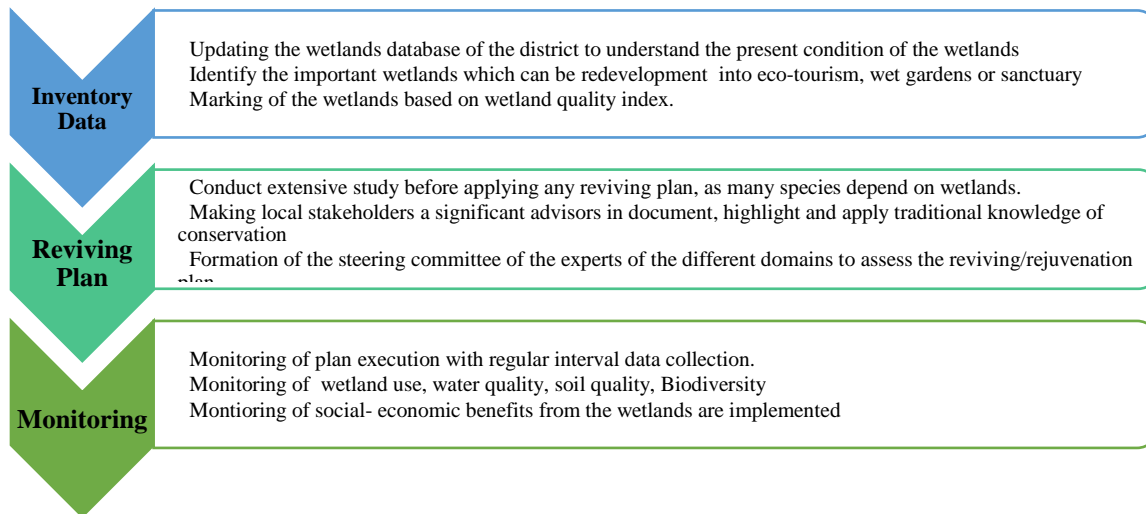 Updating the wetlands database of the district to understand the present condition of the wetlands
Identify the important wetlands which can be redevelopment into eco-tourism, wet gardens or sanctuary
Marking of the wetlands based on wetland quality index.
Inventory
Data
Conduct extensive study before applying any reviving plan, as many species depend on wetlands.
Making local stakeholders a significant advisors in document, highlight and apply traditional knowledge of
conservation
Formation of the steering committee of the experts of the different domains to assess the reviving/rejuvenation
plan
Reviving
Plan
Monitoring of plan execution with regular interval data collection.
Monitoring of wetland use, water quality, soil quality, Biodiversity
Montioring of social- economic benefits from the wetlands are implemented
Monitoring